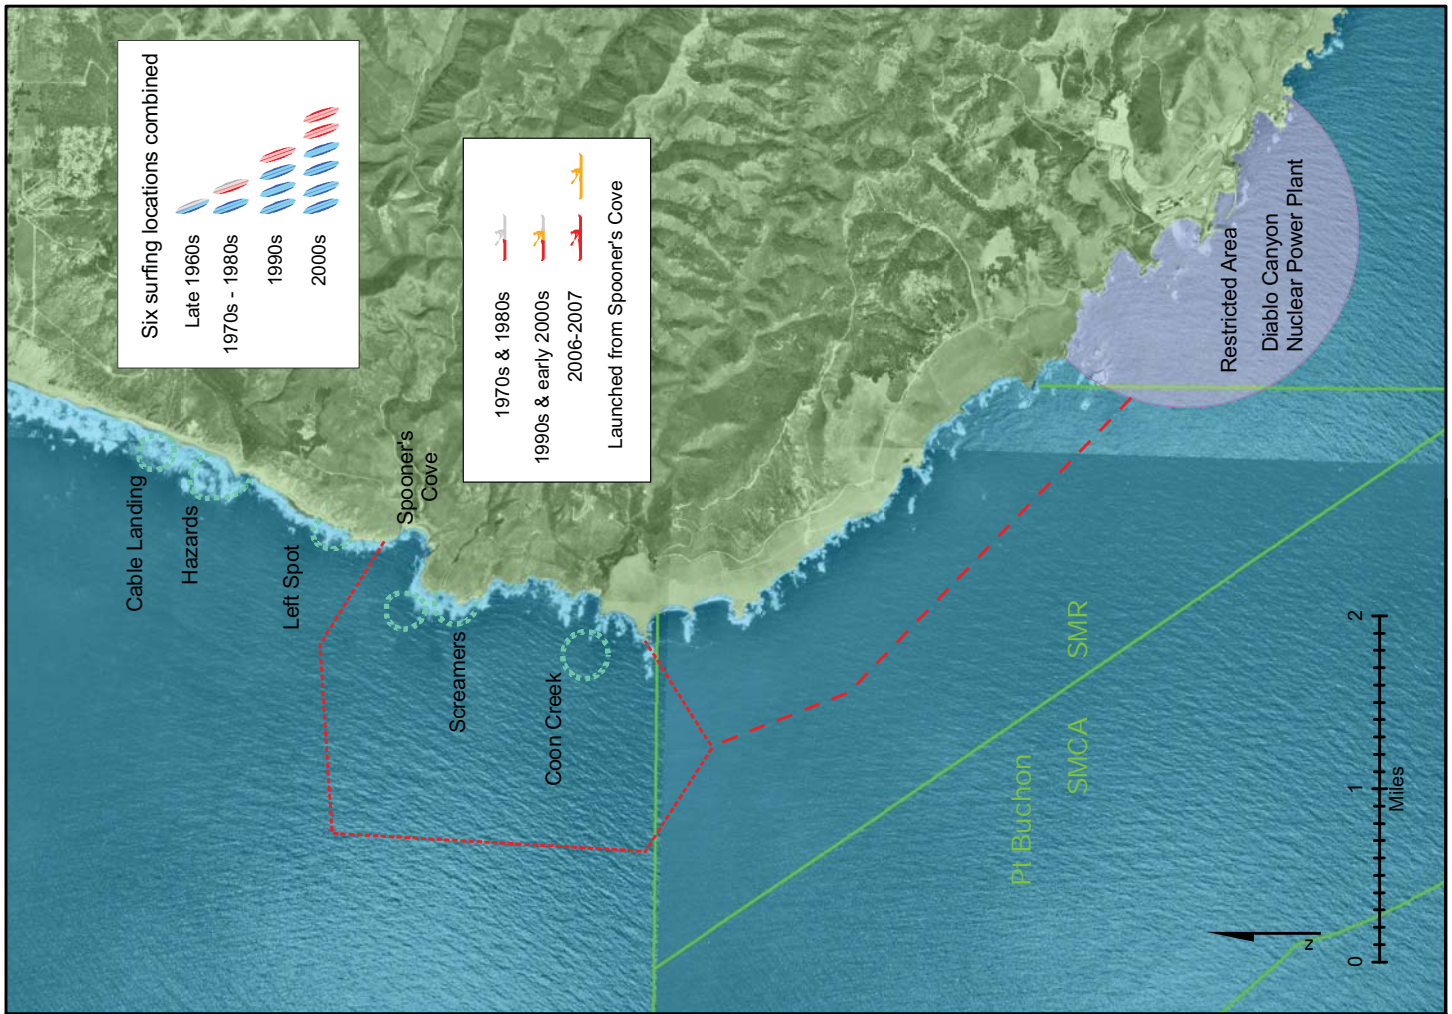 Six surfing locations combined
Late 1960s
1970s - 1980s
1990s
2000s
1970s & 1980s
1990s & early 2000s
2006-2007
Launched from Spooner's Cove
Cable Landing
Hazards
Left Spot
Spooner's
Cove
Screamers
Coon Creek
Restricted Area
Diablo Canyon
Nuclear Power Plant
Pt Buchon
SMCA
SMR
0
1
2
Miles
N